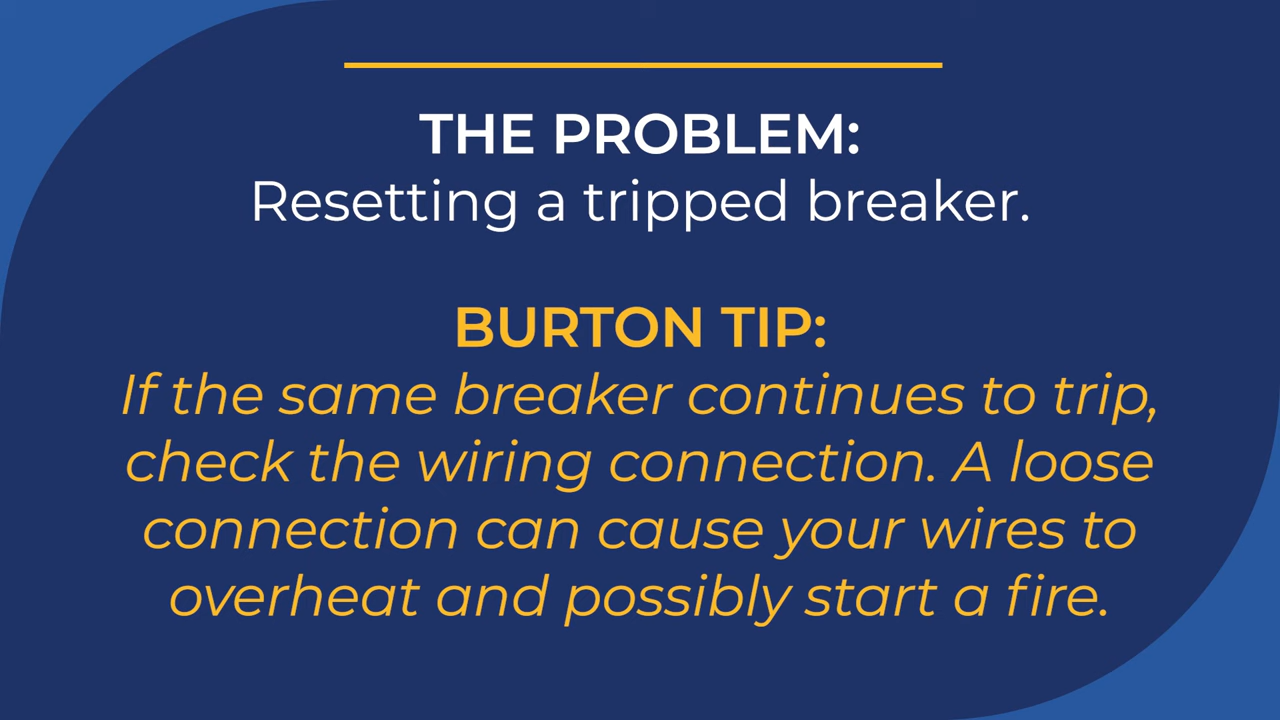 THE PROBLEM:
Resetting a tripped breaker.
BURTON TIP:
If the same breaker continues to trip,
check the wiring connection. A loose
connection can cause your wires to
overheat and possibly start a fire.